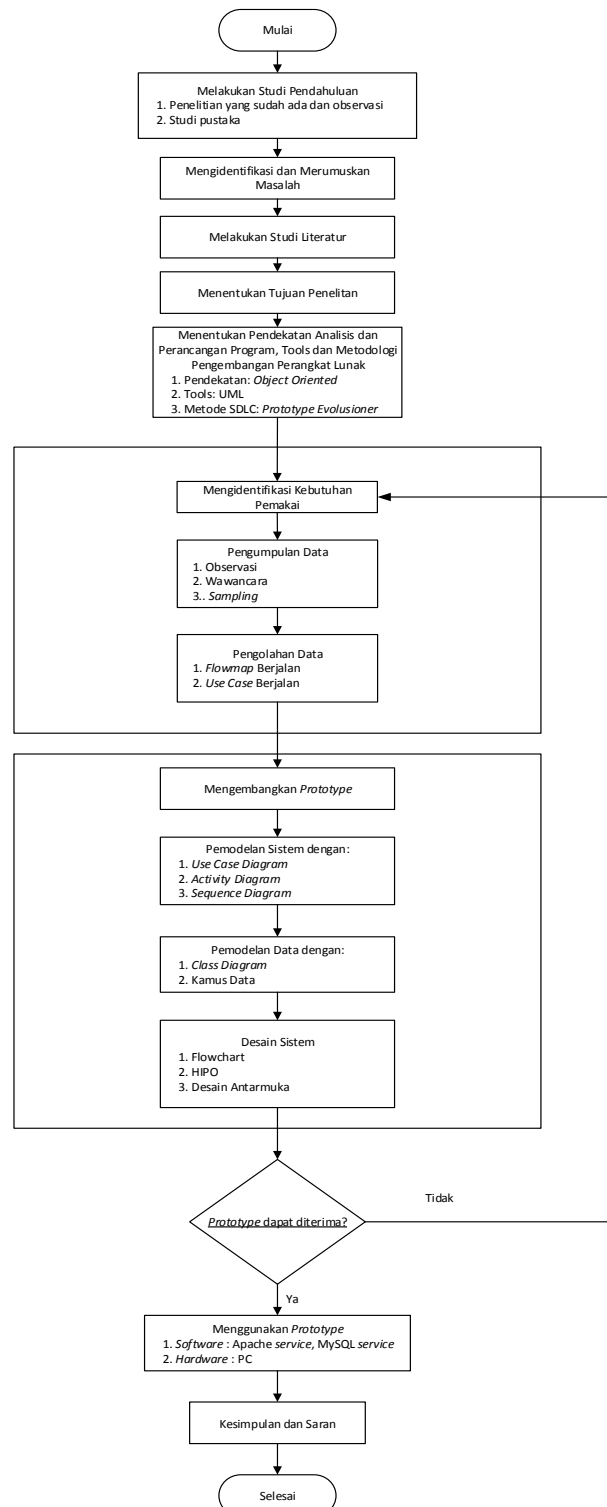 Mulai
Melakukan Studi Pendahuluan
1. Penelitian yang sudah ada dan observasi
2. Studi pustaka
Mengidentifikasi dan Merumuskan
Masalah
Melakukan Studi Literatur
Menentukan Tujuan Penelitan
Menentukan Pendekatan Analisis dan
Perancangan Program, Tools dan Metodologi
Pengembangan Perangkat Lunak
1. Pendekatan: Object Oriented
2. Tools: UML
3. Metode SDLC: Prototype Evolusioner
Mengidentifikasi Kebutuhan
Pemakai
Pengumpulan Data
1. Observasi
2. Wawancara
3.. Sampling
Pengolahan Data
1. Flowmap Berjalan
2. Use Case Berjalan
Mengembangkan Prototype
Pemodelan Sistem dengan:
1. Use Case Diagram
2. Activity Diagram
3. Sequence Diagram
Pemodelan Data dengan:
1. Class Diagram
2. Kamus Data
Desain Sistem
1. Flowchart
2. HIPO
3. Desain Antarmuka
Tidak
Prototype dapat diterima?
Ya
Menggunakan Prototype
1. Software : Apache service, MySQL service
2. Hardware : PC
Kesimpulan dan Saran
Selesai